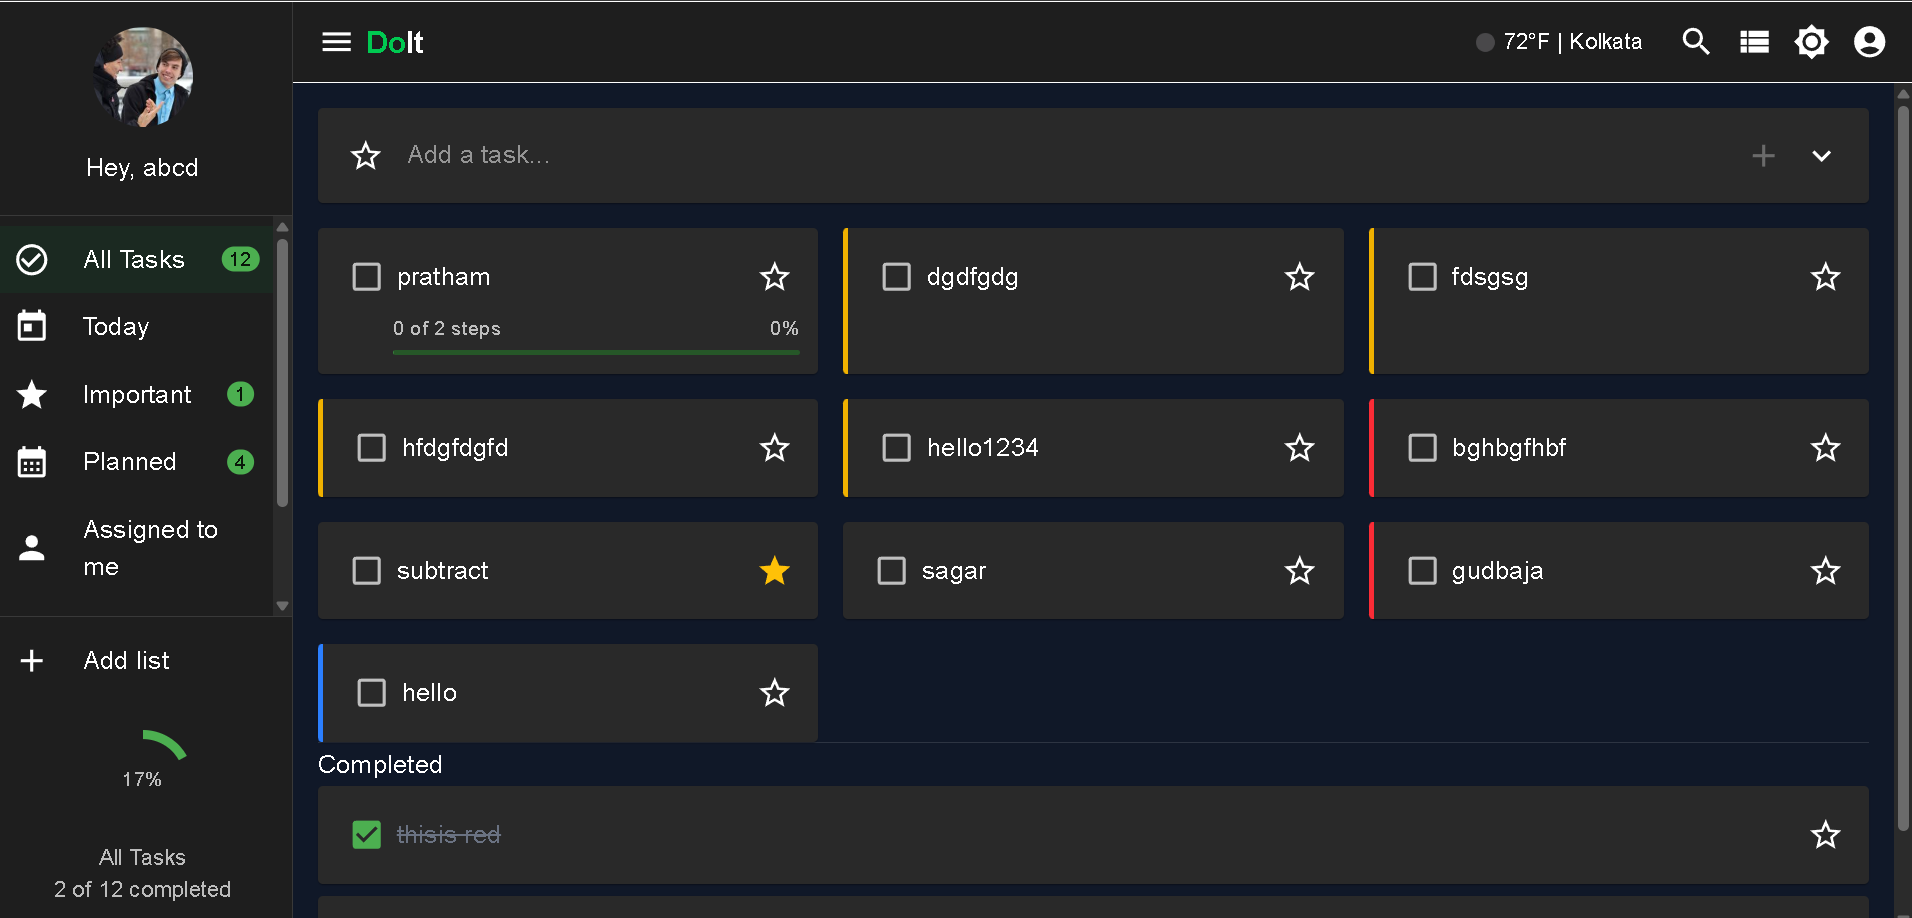 Hey, abcd
All Tasks 12
Today
Important 1
Planned 4
Assigned to
me
Add list
17%
All Tasks
2 of 12 completed
DoIt
72°F | Kolkata
Add a task...
pratham
0 of 2 steps 0%
dgdfgdg
fdsgsg
hfdgfdgfd
hello1234
bghbgfhbf
subtract
sagar
gudbaja
hello
Completed
thisis red